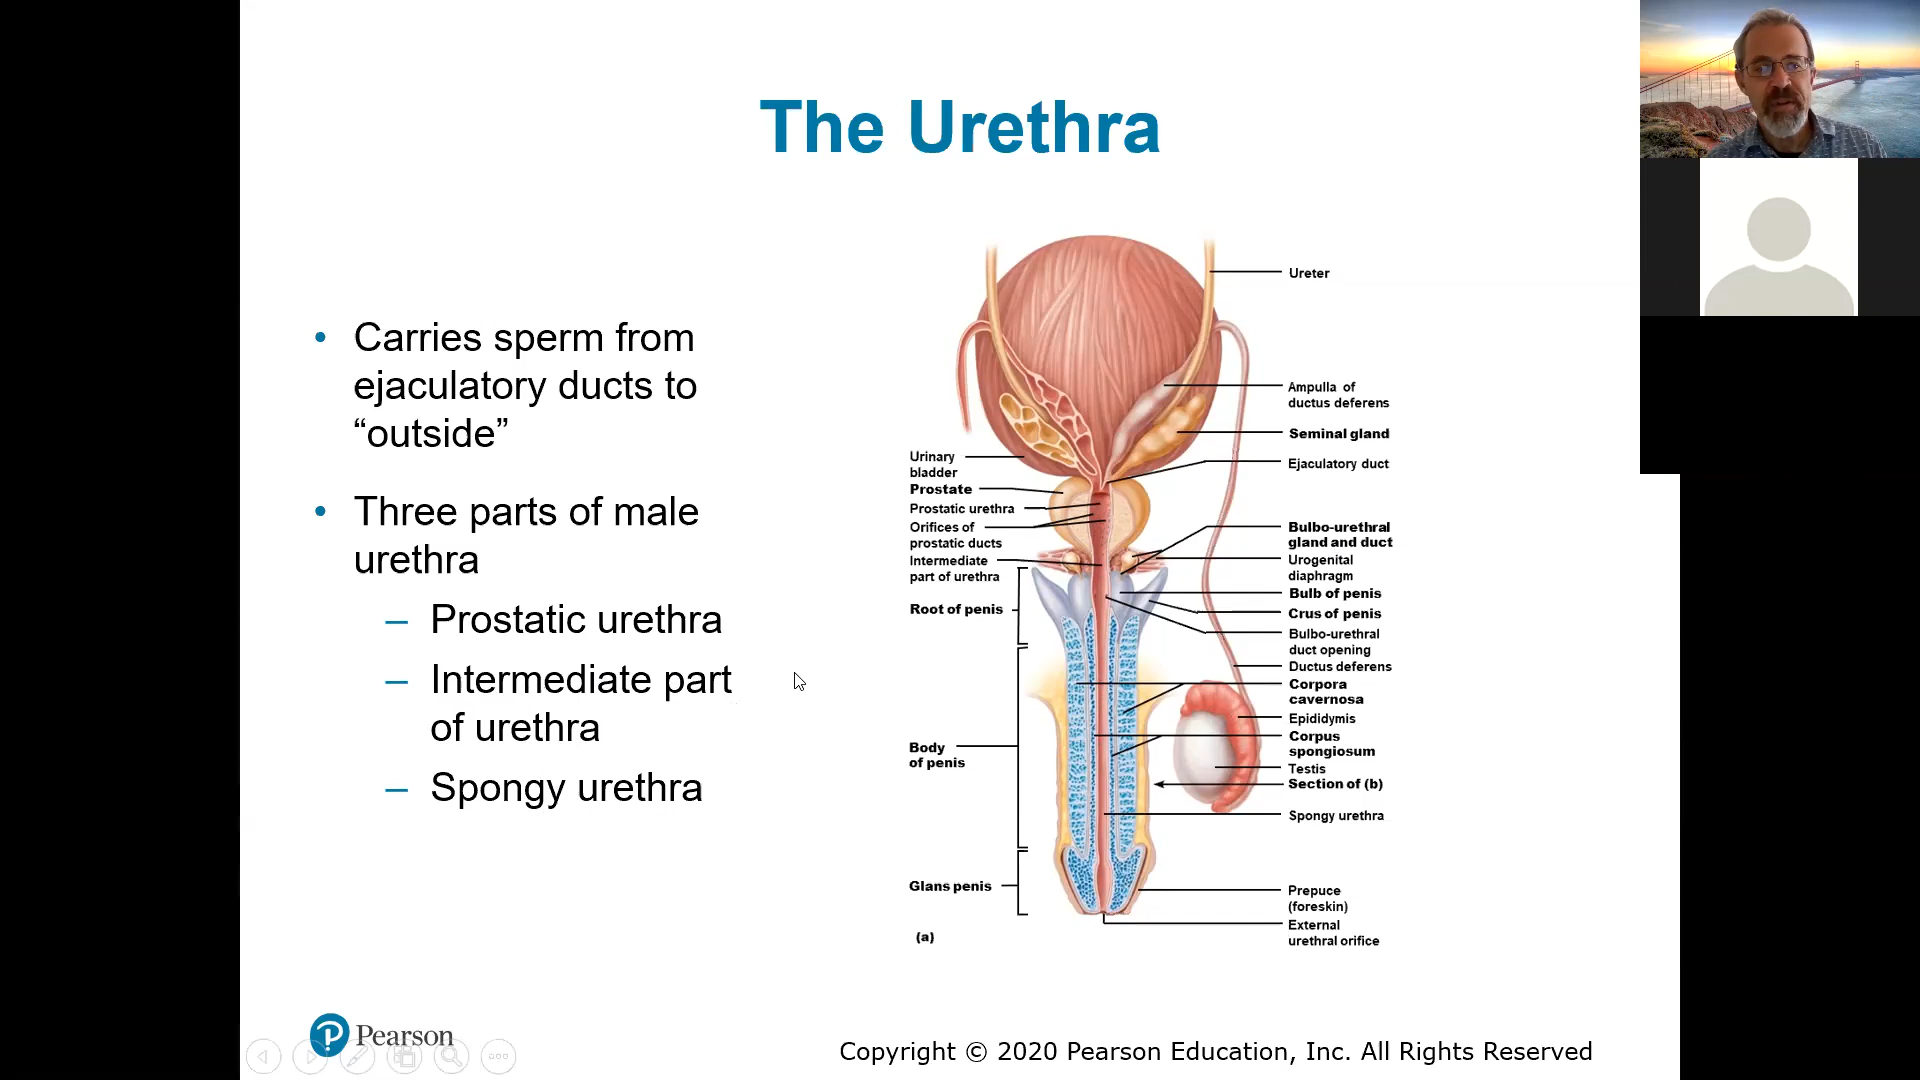 The Urethra
• Carries sperm from
ejaculatory ducts to
“outside”
• Three parts of male
urethra
– Prostatic urethra
– Intermediate part
of urethra
– Spongy urethra
Urinary
bladder
Prostate
Prostatic urethra
Orifices of
prostatic ducts
Intermediate
part of urethra
Root of penis
Body
of penis
Glans penis
(a)
Ureter
Ampulla of
ductus deferens
Seminal gland
Ejaculatory duct
Bulbo-urethral
gland and duct
Urogenital
diaphragm
Bulb of penis
Crus of penis
Bulbo-urethral
duct opening
Ductus deferens
Corpora
cavernosa
Epididymis
Corpus
spongiosum
Testis
Section of (b)
Spongy urethra
Prepuce
(foreskin)
External
urethral orifice
P Pearson
Copyright © 2020 Pearson Education, Inc. All Rights Reserved